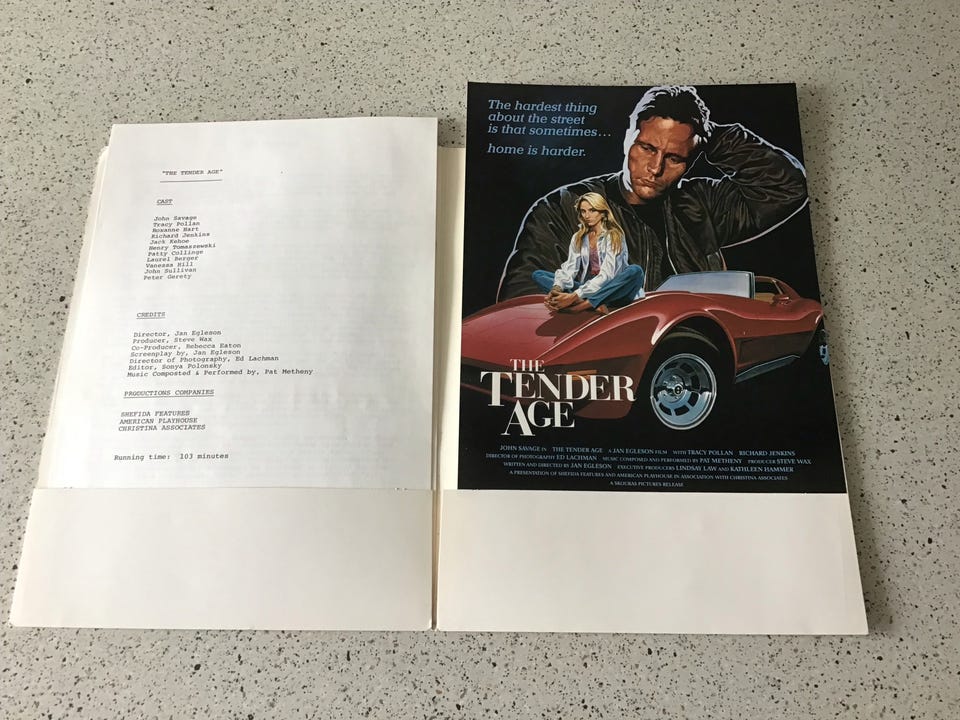 "THE TENDER AGE"
CAST
John Savage
Tracy Pollan
Roxanne Hart
Richard Jenkins
Jack Kehoe
Henry Tomaszewski
Patty Collinge
Laurel Berger
Vanessa Hill
John Sullivan
Peter Gerety
CREDITS
Director, Jan Egleson
Producer, Steve Wax
Co-Producer, Rebecca Eaton
Screenplay by, Jan Egleson
Director of Photography, Ed Lachman
Editor, Sonya Polonsky
Music Composted & Performed by, Pat Metheny
PRODUCTIONS COMPANIES
SHEFIDA FEATURES
AMERICAN PLAYHOUSE
CHRISTINA ASSOCIATES
Running time: 103 minutes
The hardest thing
about the street
is that sometimes...
home is harder.
THE
TENDER
AGE
JOHN SAVAGE IN THE TENDER AGE A JAN EGLESON FILM WITH TRACY POLLAN RICHARD JENKINS
DIRECTOR OF PHOTOGRAPHY ED LACHMAN MUSIC COMPOSED AND PERFORMED BY PAT METHENY PRODUCER STEVE WAX
WRITTEN AND DIRECTED BY JAN EGLESON EXECUTIVE PRODUCERS LINDSAY LAW AND KATHLEEN HAMMER
A PRESENTATION OF SHEFIDA FEATURES AND AMERICAN PLAYHOUSE IN ASSOCIATION WITH CHRISTINA ASSOCIATES
A SKOURAS PICTURES RELEASE